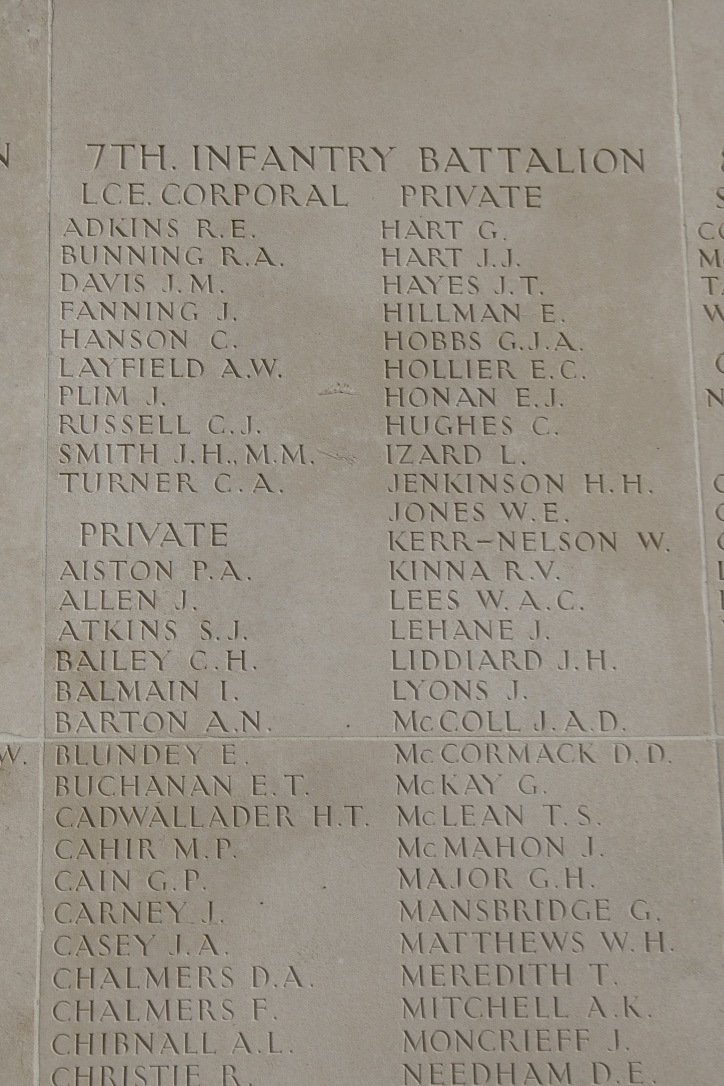 7TH. INFANTRY BATTALION
LCE. CORPORAL
ADKINS R.E.
BUNNING R.A.
DAVIS J.M.
FANNING J.
HANSON C.
LAYFIELD A.W.
PLIM J.
RUSSELL C.J.
SMITH J.H., M.M.
TURNER C.A.
PRIVATE
AISTON P.A.
ALLEN J.
ATKINS S.J.
BAILEY C.H.
BALMAIN I.
BARTON A.N.
BLUNDEY E.
BUCHANAN E.T.
CADWALLADER H.T.
CAHIR M.P.
CAIN G.P.
CARNEY J.
CASEY J.A.
CHALMERS D.A.
CHALMERS F.
CHIBNALL A.L.
CHRISTIE R.
PRIVATE
HART G.
HART J.J.
HAYES J.T.
HILLMAN E.
HOBBS G.J.A.
HOLLIER E.C.
HONAN E.J.
HUGHES C.
IZARD L.
JENKINSON H.H.
JONES W.E.
KERR-NELSON W.
KINNA R.V.
LEES W.A.C.
LEHANE J.
LIDDIARD J.H.
LYONS J.
McCOLL J.A.D.
McCORMACK D.D.
McKAY G.
McLEAN T.S.
McMAHON J.
MAJOR G.H.
MANSBRIDGE G.
MATTHEWS W.H.
MEREDITH T.
MITCHELL A.K.
MONCRIEFF J.
NEEDHAM D.E.